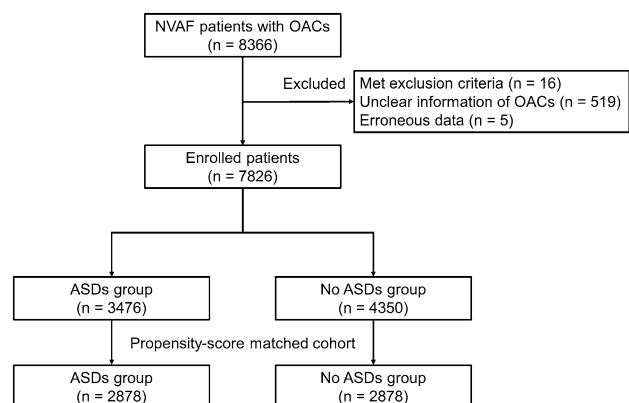 NVAF patients with OACs
(n = 8366)
Excluded
Met exclusion criteria (n = 16)
Unclear information of OACs (n = 519)
Erroneous data (n = 5)
Enrolled patients
(n = 7826)
ASDs group
(n = 3476)
No ASDs group
(n = 4350)
Propensity-score matched cohort
ASDs group
(n = 2878)
No ASDs group
(n = 2878)